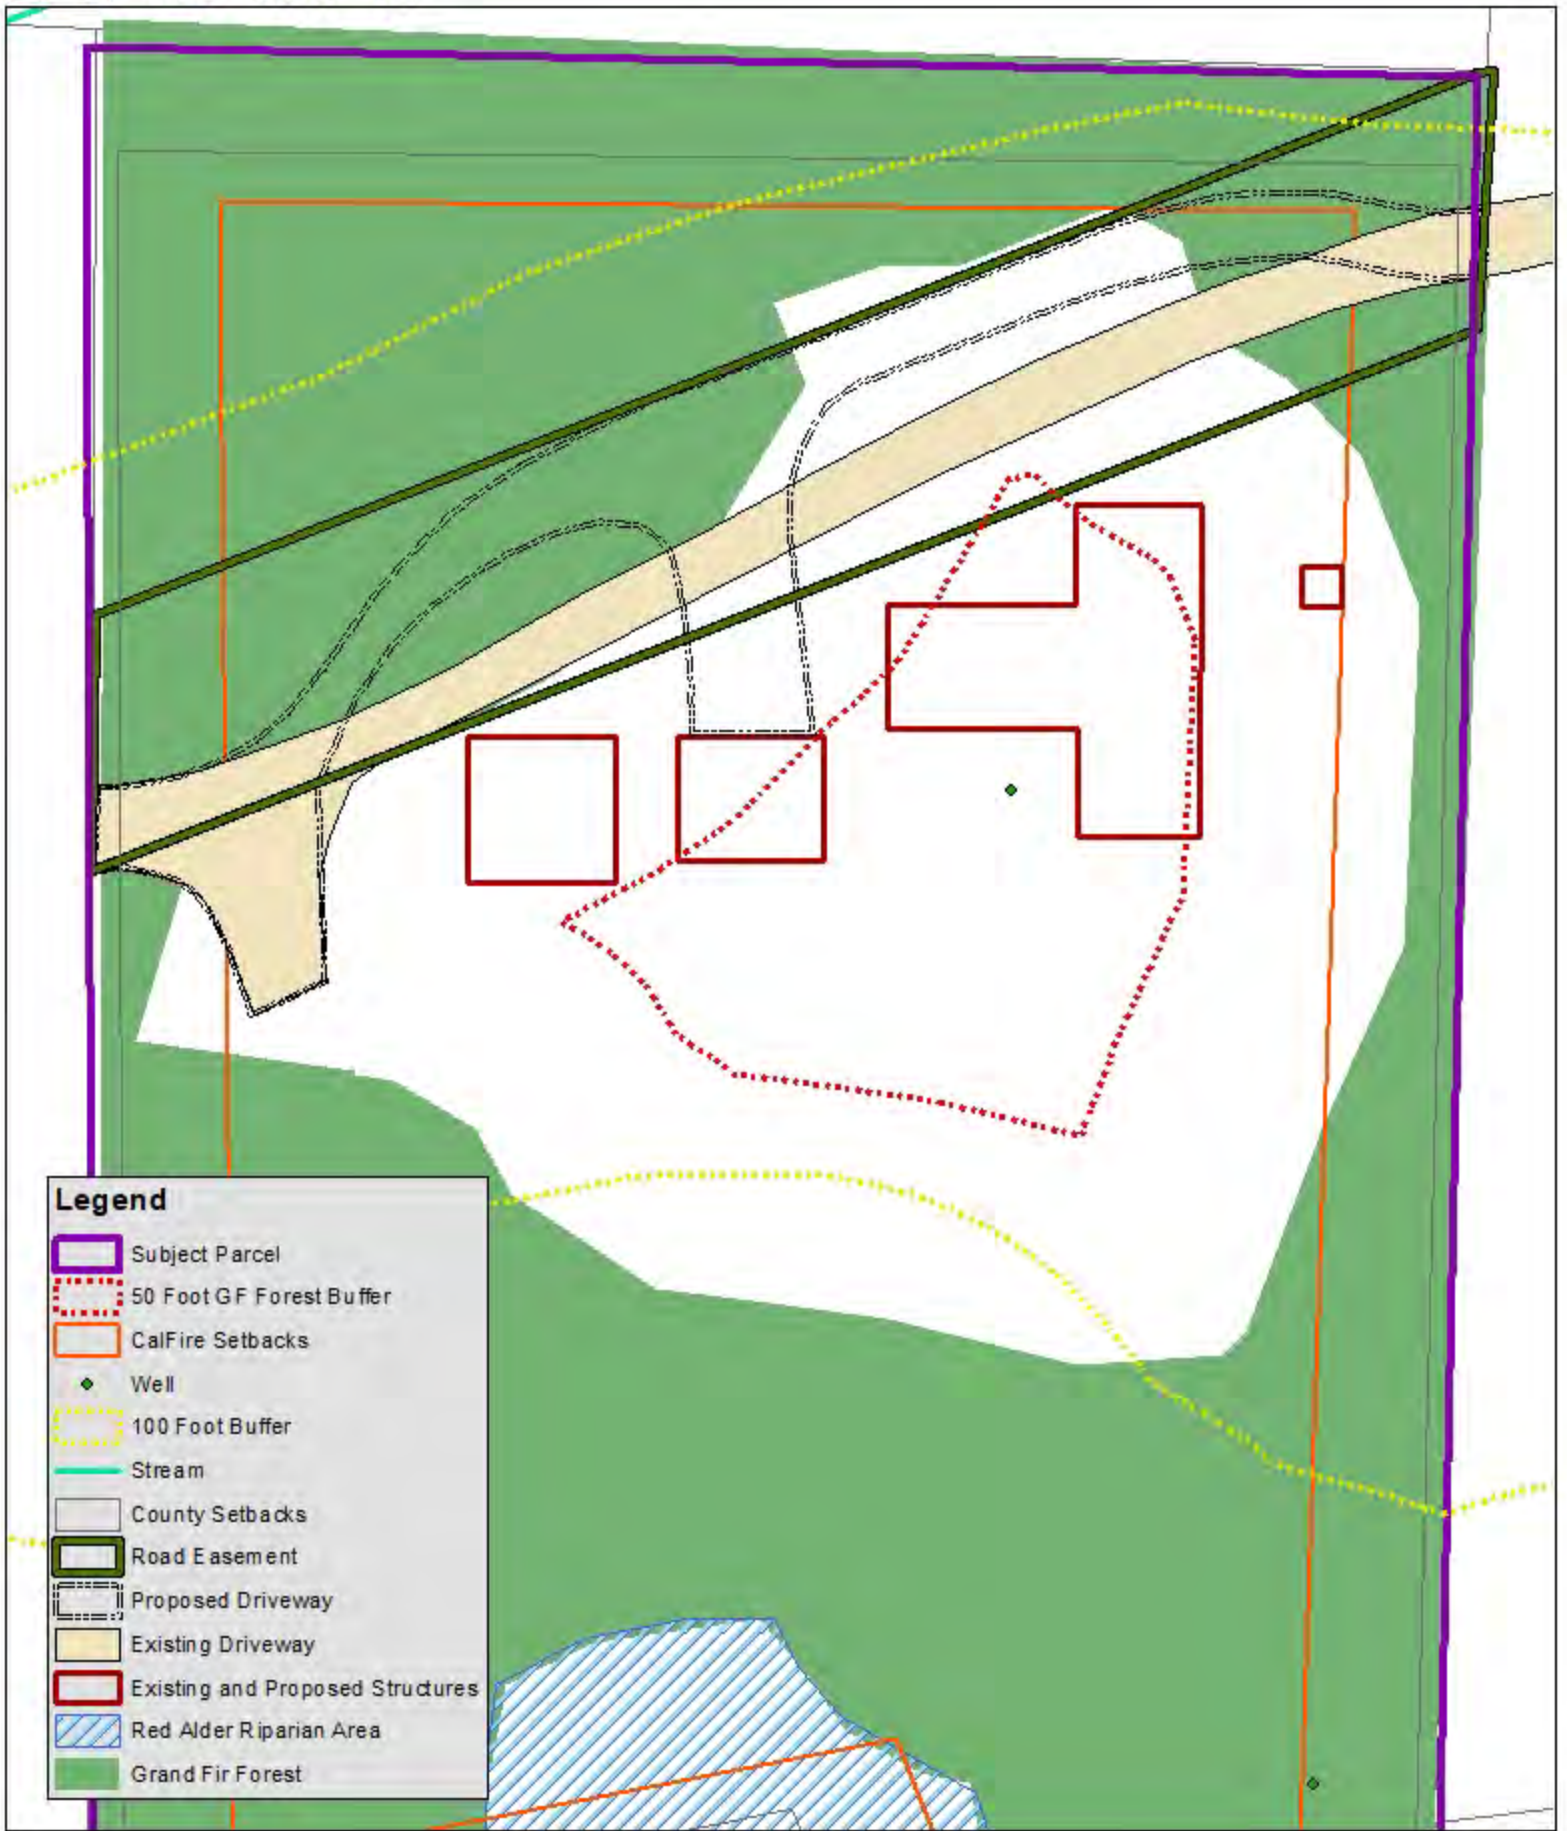 Legend
Subject Parcel
50 Foot GF Forest Buffer
CalFire Setbacks
Well
100 Foot Buffer
Stream
County Setbacks
Road Easement
Proposed Driveway
Existing Driveway
Existing and Proposed Structures
Red Alder Riparian Area
Grand Fir Forest